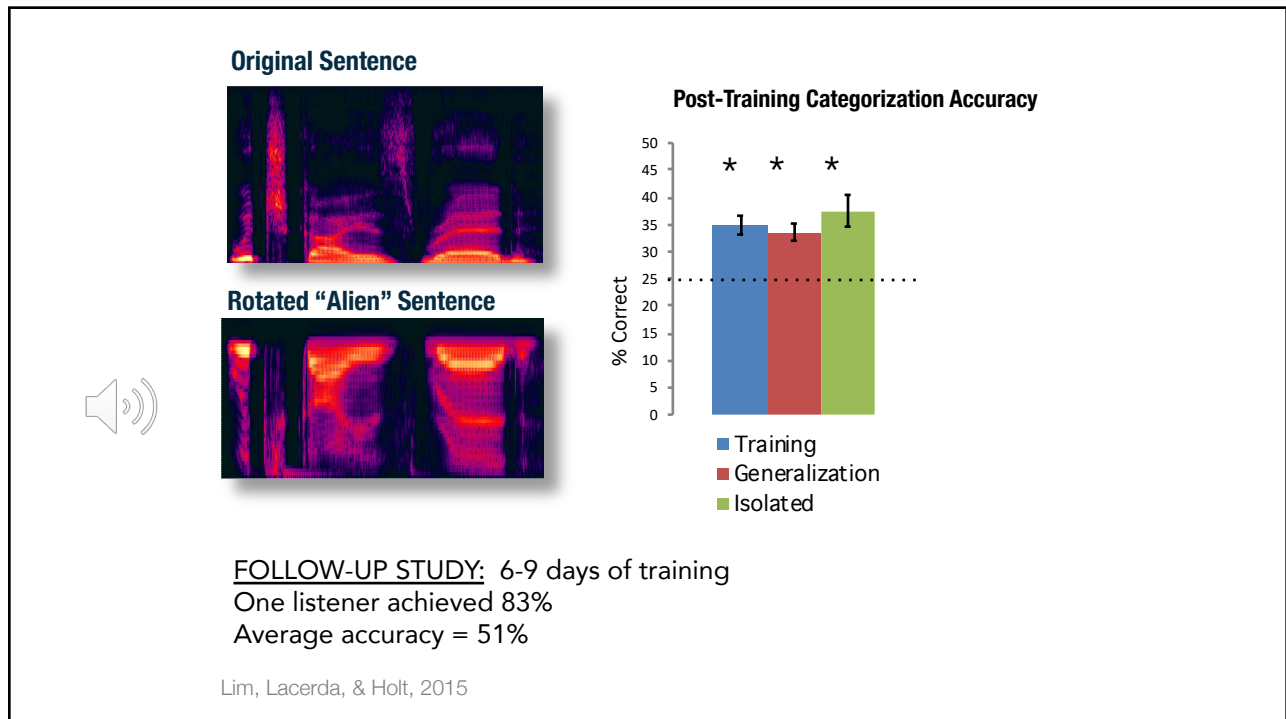 Original Sentence
Rotated “Alien” Sentence
Post-Training Categorization Accuracy
% Correct
50
45
40
35
30
25
20
15
10
5
0
* * *
Training
Generalization
Isolated
FOLLOW-UP STUDY: 6-9 days of training
One listener achieved 83%
Average accuracy = 51%
Lim, Lacerda, & Holt, 2015